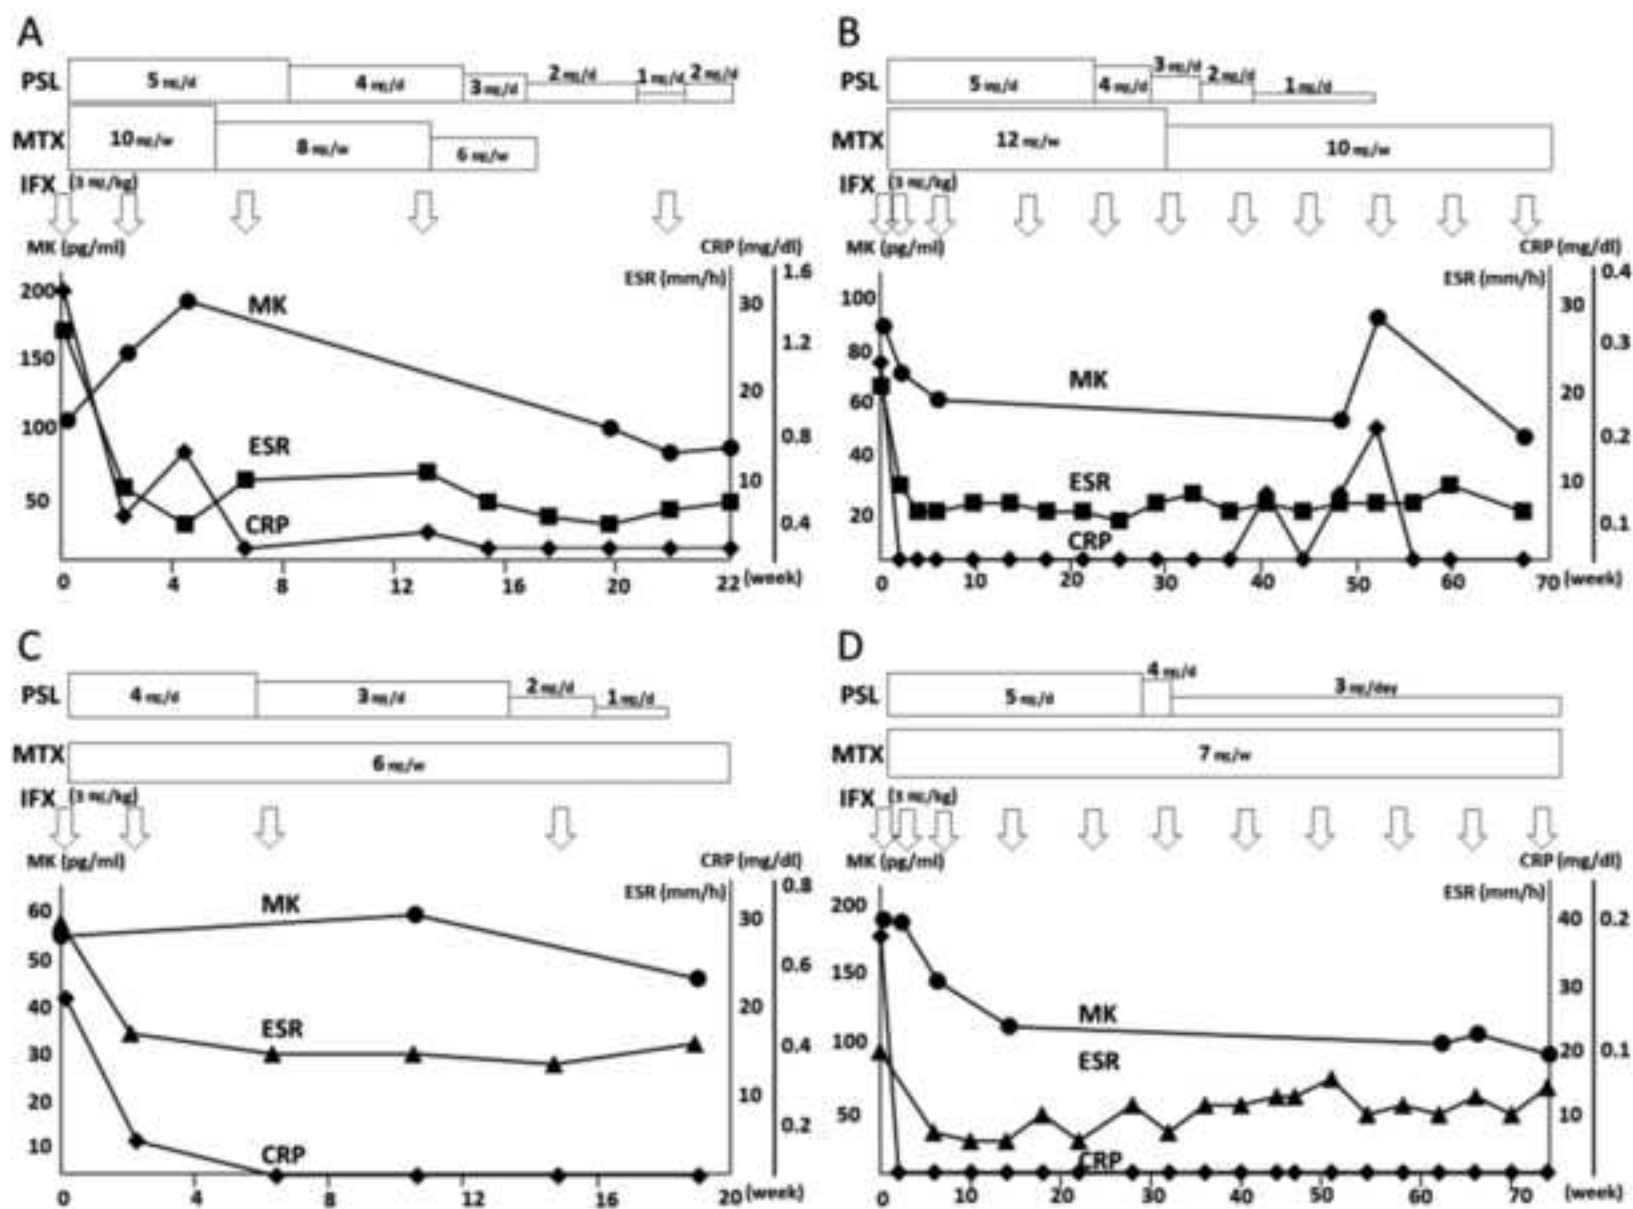 A
PSL 5 mg/d 4 mg/d 3 mg/d 2 mg/d 1 mg/d 2 mg/d
MTX 10 mg/w 8 mg/w 6 mg/w
IFX (3 mg/kg)
MK (pg/ml) CRP (mg/dl)
ESR (mm/h)
200 150 100 50
MK
ESR
CRP
30 20 10
1.6 1.2 0.8 0.4
0 4 8 12 16 20 22 (week)
B
PSL 5 mg/d 4 mg/d 3 mg/d 2 mg/d 1 mg/d
MTX 12 mg/w 10 mg/w
IFX (3 mg/kg)
MK (pg/ml) CRP (mg/dl)
ESR (mm/h)
100 80 60 40 20
MK
ESR
CRP
30 20 10
0.4 0.3 0.2 0.1
0 10 20 30 40 50 60 70 (week)
C
PSL 4 mg/d 3 mg/d 2 mg/d 1 mg/d
MTX 6 mg/w
IFX (3 mg/kg)
MK (pg/ml) CRP (mg/dl)
ESR (mm/h)
60 50 40 30 20 10
MK
ESR
CRP
30 20 10
0.8 0.6 0.4 0.2
0 4 8 12 16 20 (week)
D
PSL 5 mg/d 4 mg/d 3 mg/day
MTX 7 mg/w
IFX (3 mg/kg)
MK (pg/ml) CRP (mg/dl)
ESR (mm/h)
200 150 100 50
MK
ESR
CRP
40 30 20 10
0.2 0.1
0 10 20 30 40 50 60 70 (week)